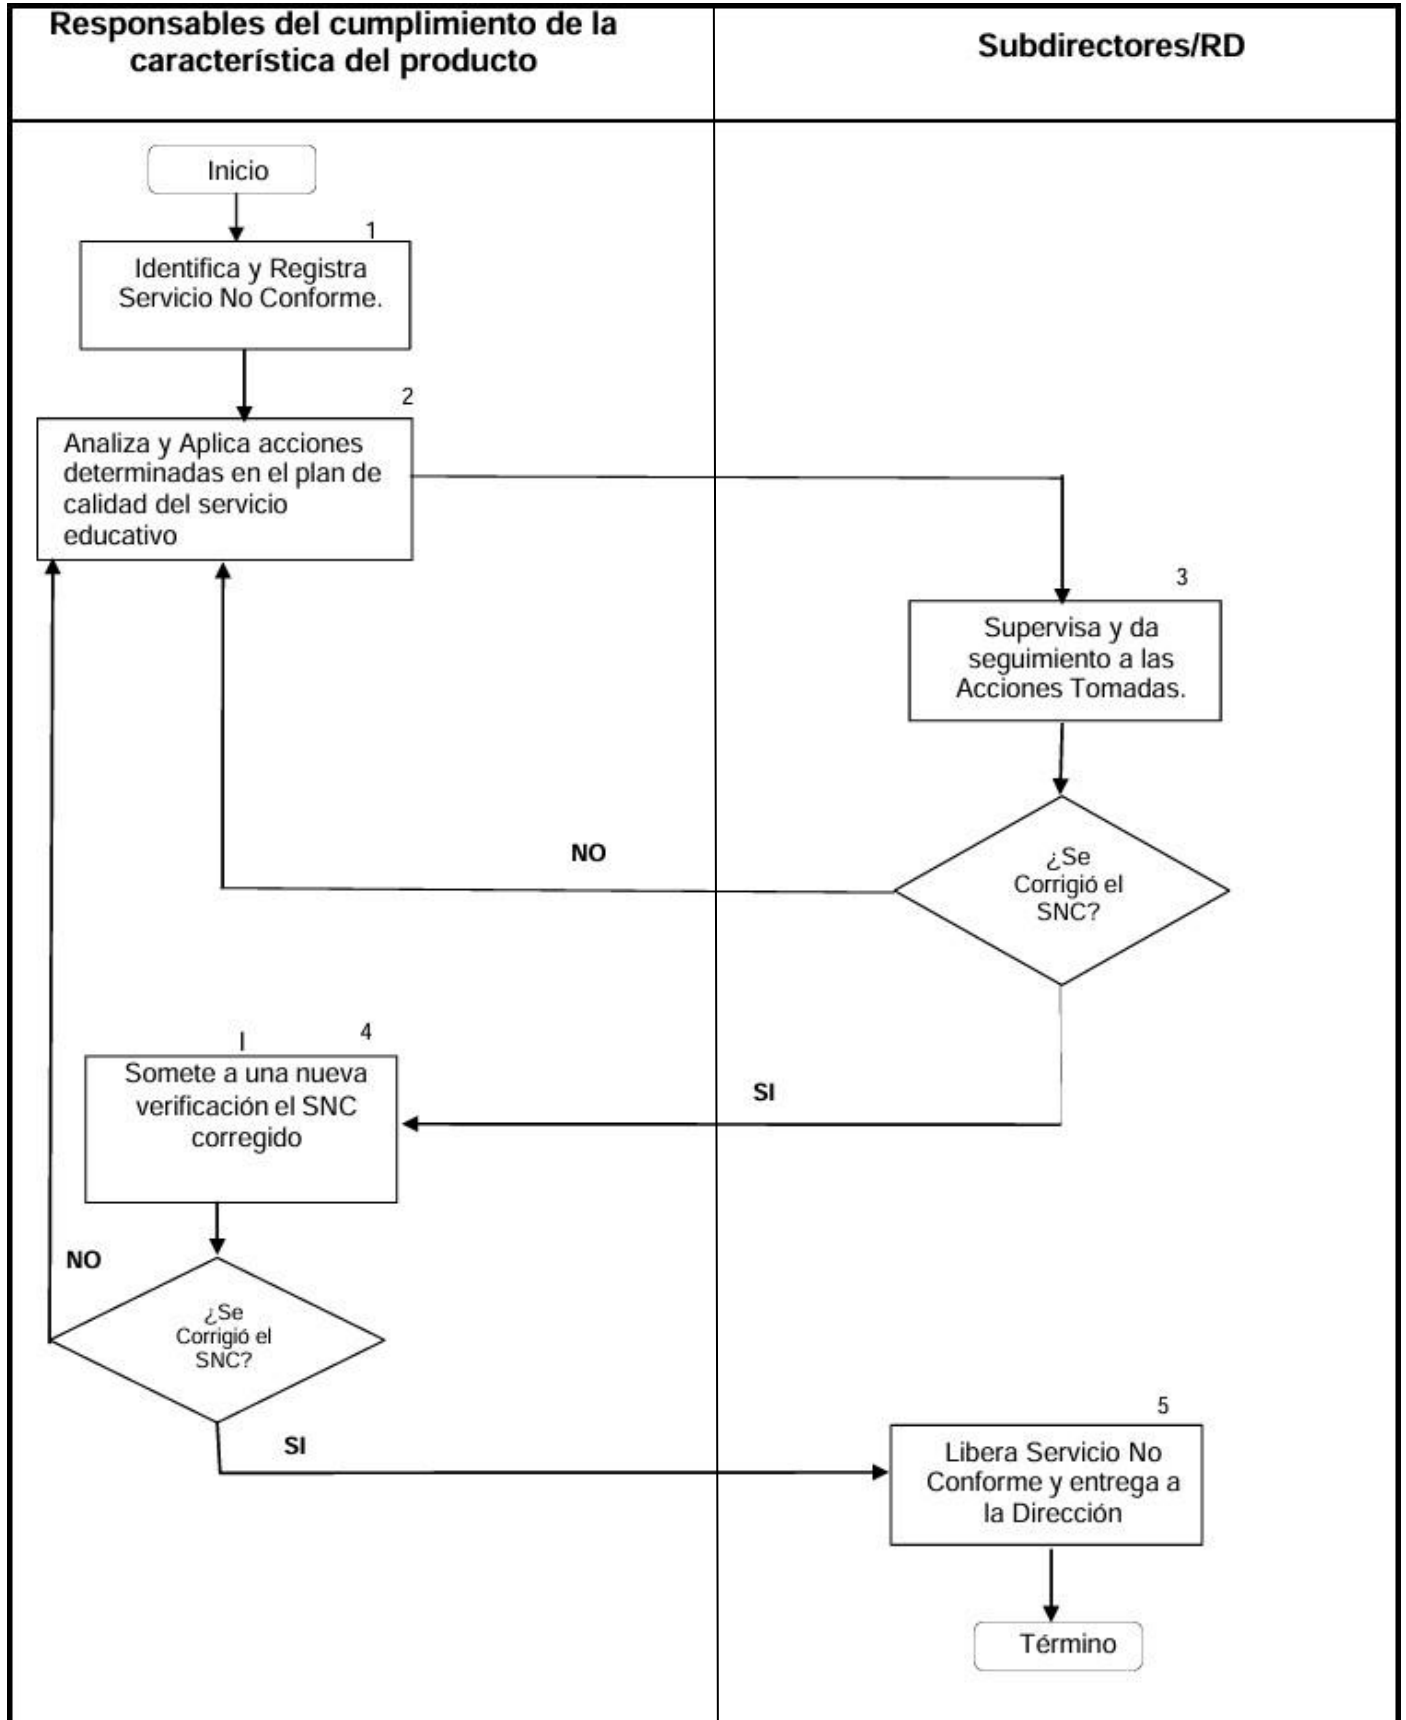 Responsables del cumplimiento de la
característica del producto
Subdirectores/RD
Inicio
1
Identifica y Registra
Servicio No Conforme.
2
Analiza y Aplica acciones
determinadas en el plan de
calidad del servicio
educativo
3
Supervisa y da
seguimiento a las
Acciones Tomadas.
¿Se
Corrigió el
SNC?
NO
SI
4
Somete a una nueva
verificación el SNC
corregido
NO
¿Se
Corrigió el
SNC?
SI
5
Libera Servicio No
Conforme y entrega a
la Dirección
Término